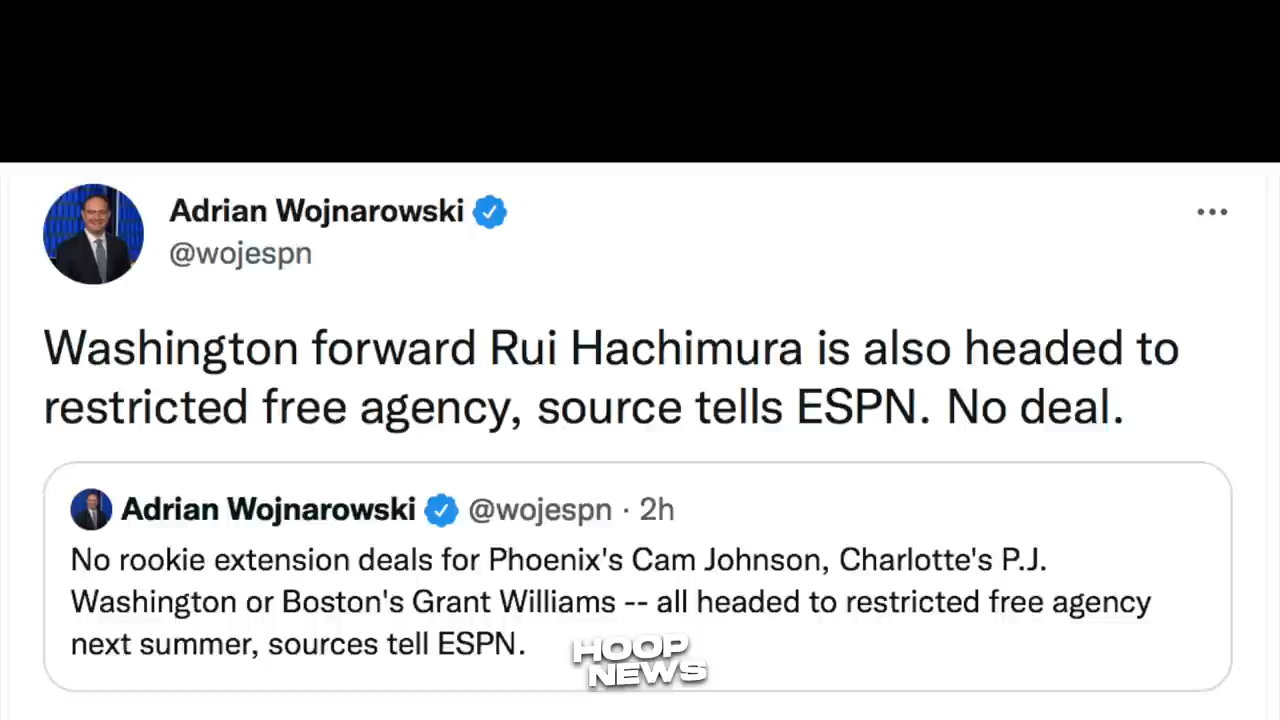 Adrian Wojnarowski
@wojespn
Washington forward Rui Hachimura is also headed to
restricted free agency, source tells ESPN. No deal.
Adrian Wojnarowski @wojespn · 2h
No rookie extension deals for Phoenix's Cam Johnson, Charlotte's P.J.
Washington or Boston's Grant Williams -- all headed to restricted free agency
next summer, sources tell ESPN.
HOOP
NEWS